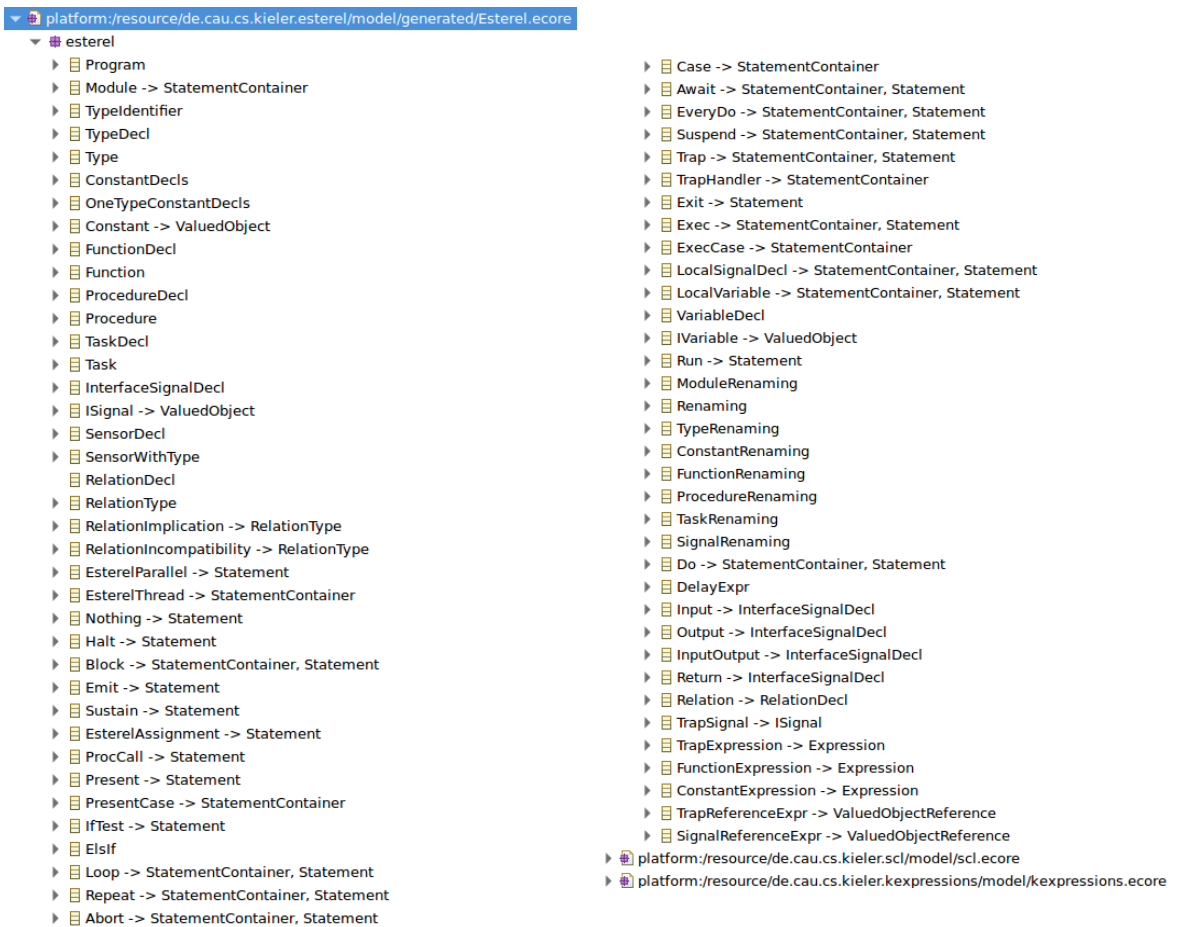 platform:/resource/de.cau.cs.kieler.esterel/model/generated/Esterel.ecore
esterel
Program
Module -> StatementContainer
TypeIdentifier
TypeDecl
Type
ConstantDecls
OneTypeConstantDecls
Constant -> ValuedObject
FunctionDecl
Function
ProcedureDecl
Procedure
TaskDecl
Task
InterfaceSignalDecl
ISignal -> ValuedObject
SensorDecl
SensorWithType
RelationDecl
RelationType
RelationImplication -> RelationType
RelationIncompatibility -> RelationType
EsterelParallel -> Statement
EsterelThread -> StatementContainer
Nothing -> Statement
Halt -> Statement
Block -> StatementContainer, Statement
Emit -> Statement
Sustain -> Statement
EsterelAssignment -> Statement
ProcCall -> Statement
Present -> Statement
PresentCase -> StatementContainer
IfTest -> Statement
ElsIf
Loop -> StatementContainer, Statement
Repeat -> StatementContainer, Statement
Abort -> StatementContainer, Statement
Case -> StatementContainer
Await -> StatementContainer, Statement
EveryDo -> StatementContainer, Statement
Suspend -> StatementContainer, Statement
Trap -> StatementContainer, Statement
TrapHandler -> StatementContainer
Exit -> Statement
Exec -> StatementContainer, Statement
ExecCase -> StatementContainer
LocalSignalDecl -> StatementContainer, Statement
LocalVariable -> StatementContainer, Statement
VariableDecl
IVariable -> ValuedObject
Run -> Statement
ModuleRenaming
Renaming
TypeRenaming
ConstantRenaming
FunctionRenaming
ProcedureRenaming
TaskRenaming
SignalRenaming
Do -> StatementContainer, Statement
DelayExpr
Input -> InterfaceSignalDecl
Output -> InterfaceSignalDecl
InputOutput -> InterfaceSignalDecl
Return -> InterfaceSignalDecl
Relation -> RelationDecl
TrapSignal -> ISignal
TrapExpression -> Expression
FunctionExpression -> Expression
ConstantExpression -> Expression
TrapReferenceExpr -> ValuedObjectReference
SignalReferenceExpr -> ValuedObjectReference
platform:/resource/de.cau.cs.kieler.scl/model/scl.ecore
platform:/resource/de.cau.cs.kieler.kexpressions/model/kexpressions.ecore